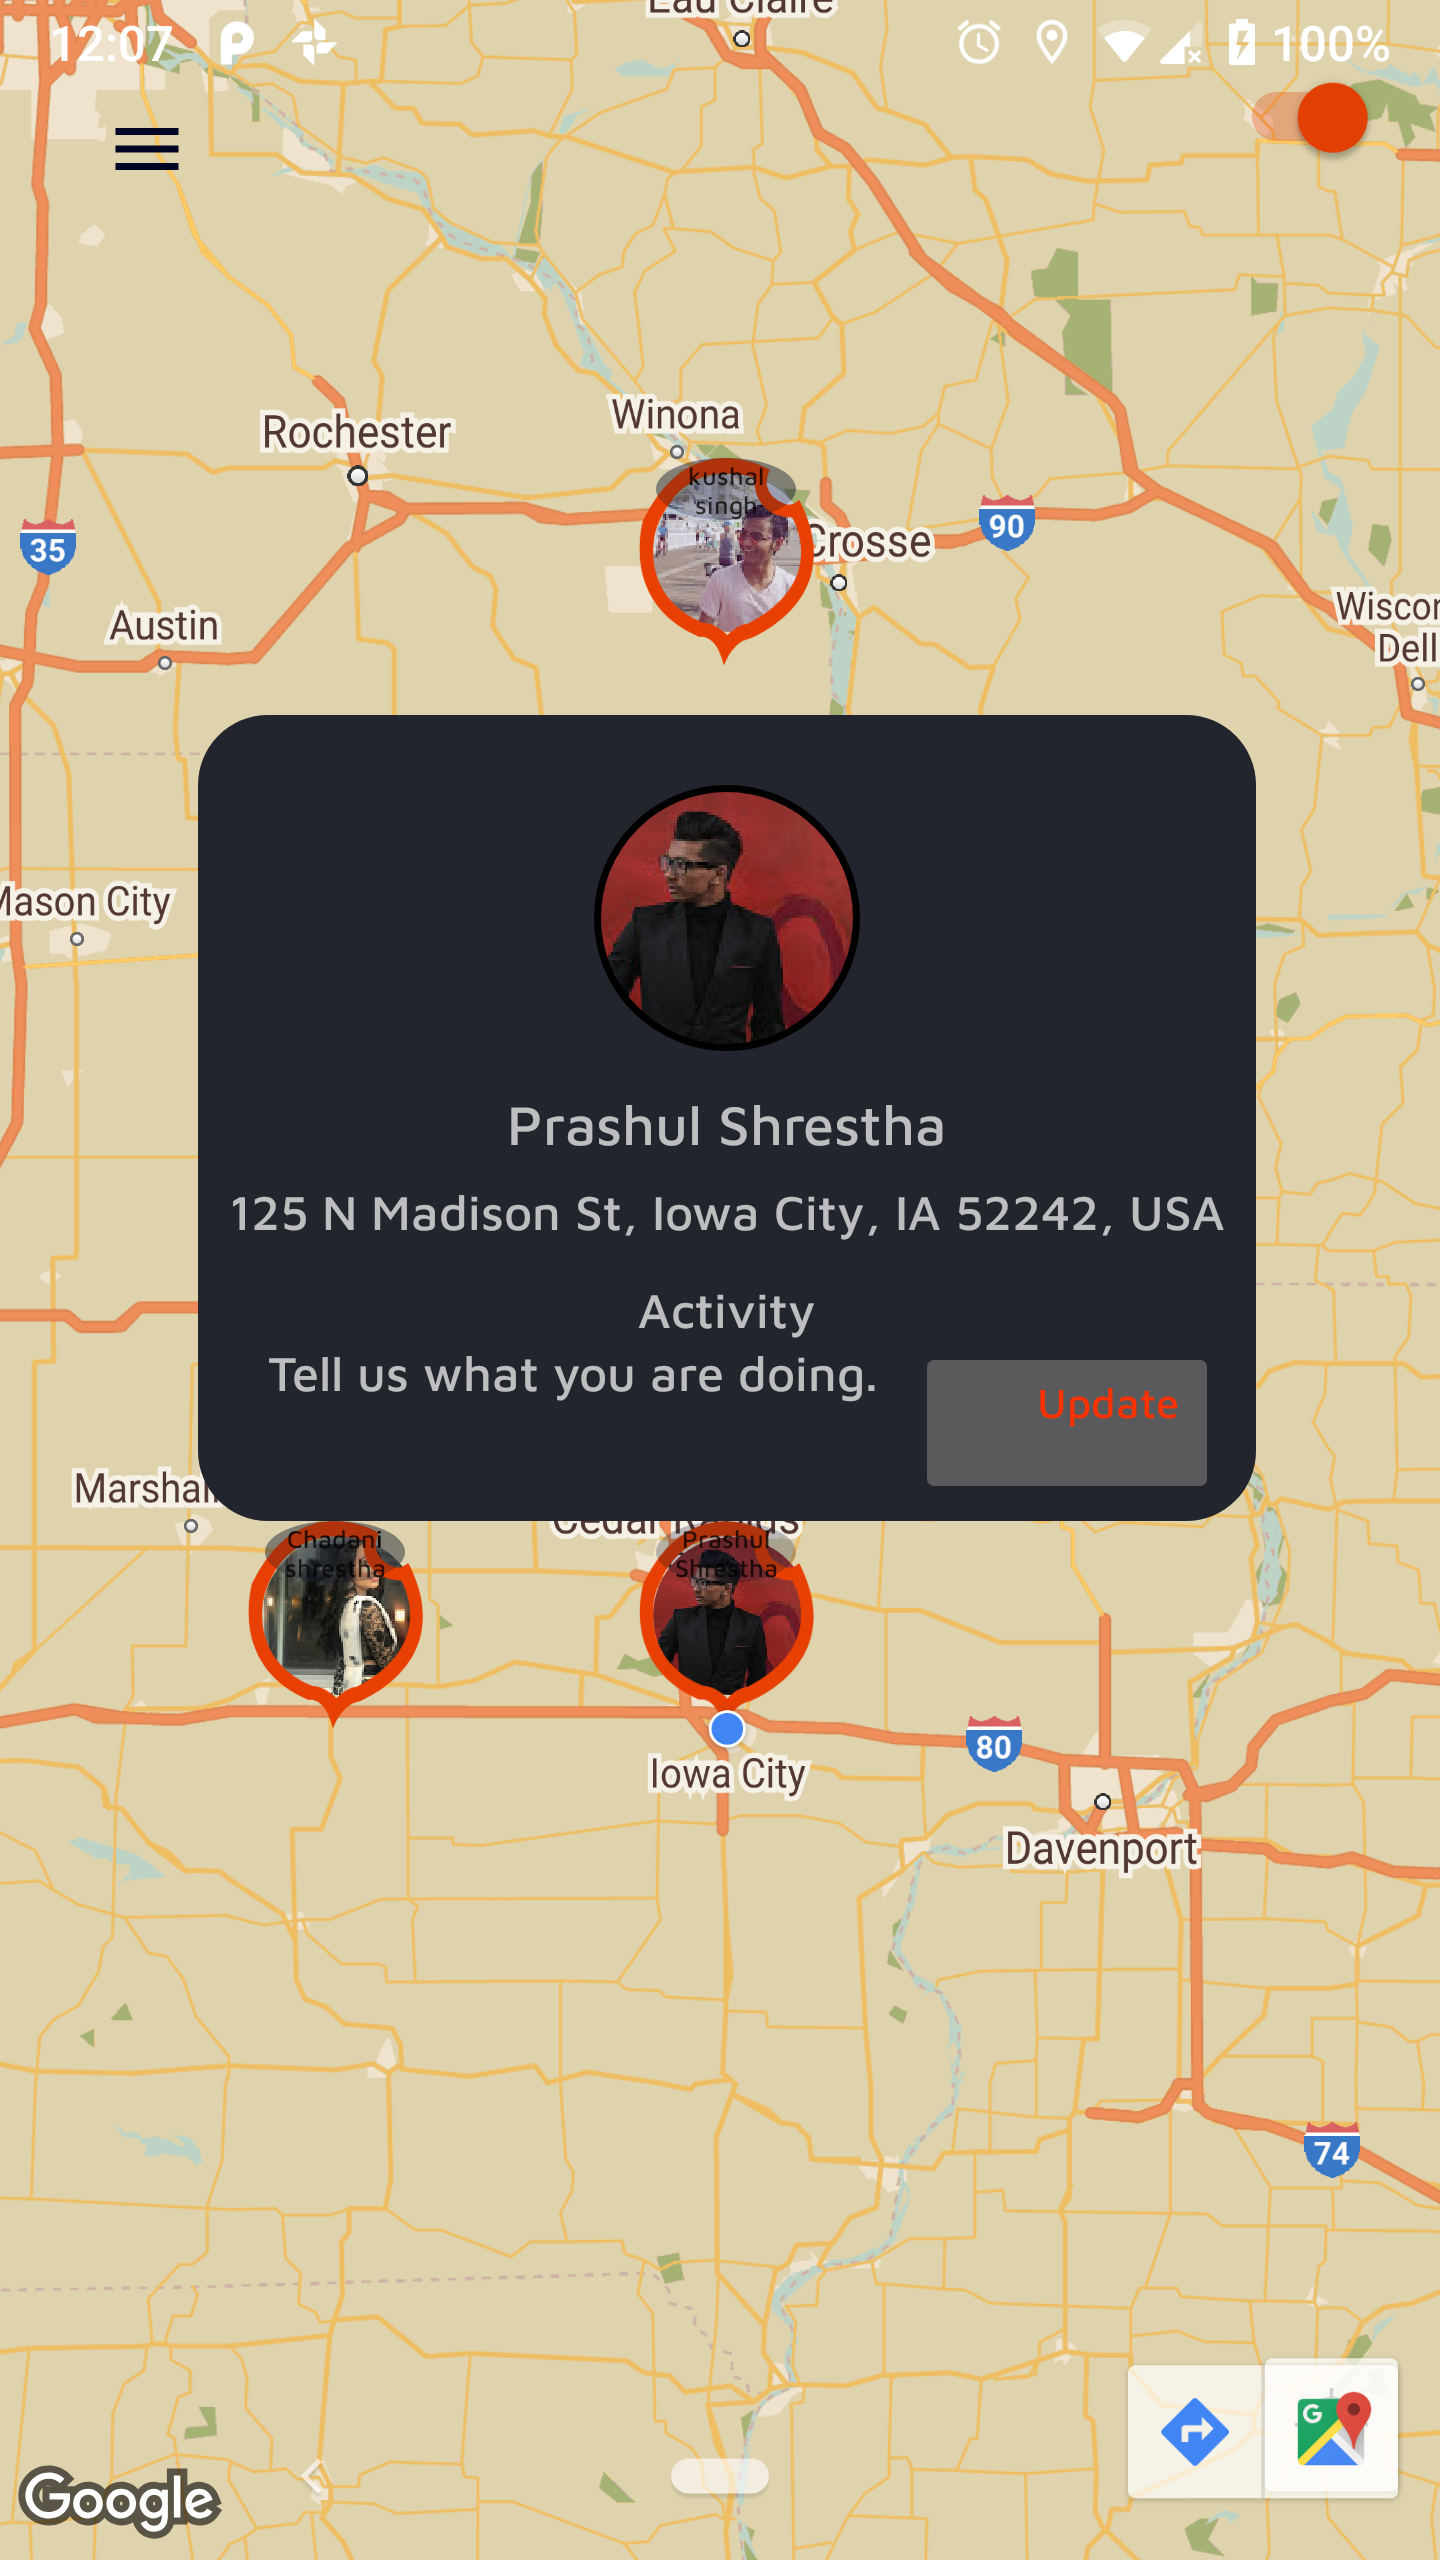 Eau Claire
12:07
100%
Rochester
Winona
kushal
singh
Crosse
90
35
Austin
Dell
Mason City
Prashul Shrestha
125 N Madison St, Iowa City, IA 52242, USA
Activity
Tell us what you are doing.
Update
Cedar Rapids
Chadani
shrestha
Prashul
Shrestha
80
Iowa City
Davenport
74
G
Google